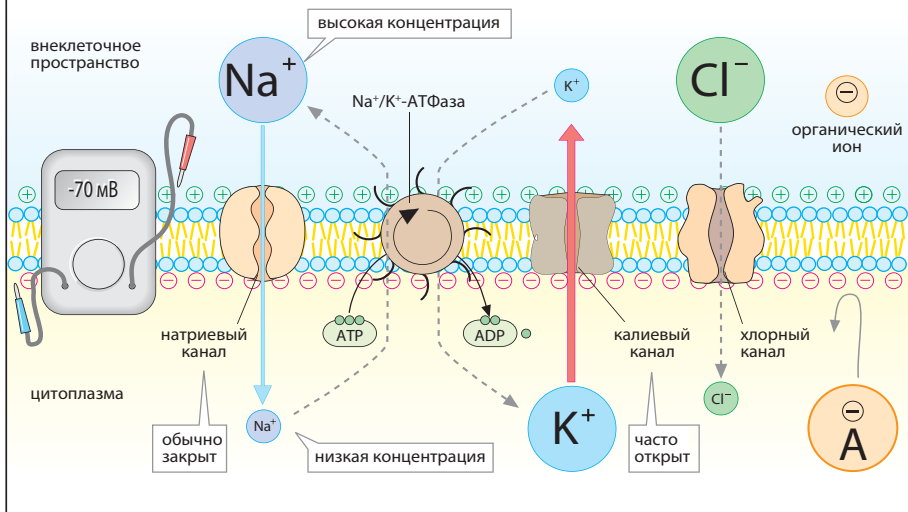 высокая концентрация
внеклеточное
пространство
Na⁺
Cl⁻
K⁺
Na⁺/K⁺-АТФаза
−
органический
ион
-70 мВ
натриевый
канал
ATP
ADP
калиевый
канал
хлорный
канал
цитоплазма
Na⁺
K⁺
Cl⁻
−
A
обычно
закрыт
низкая концентрация
часто
открыт